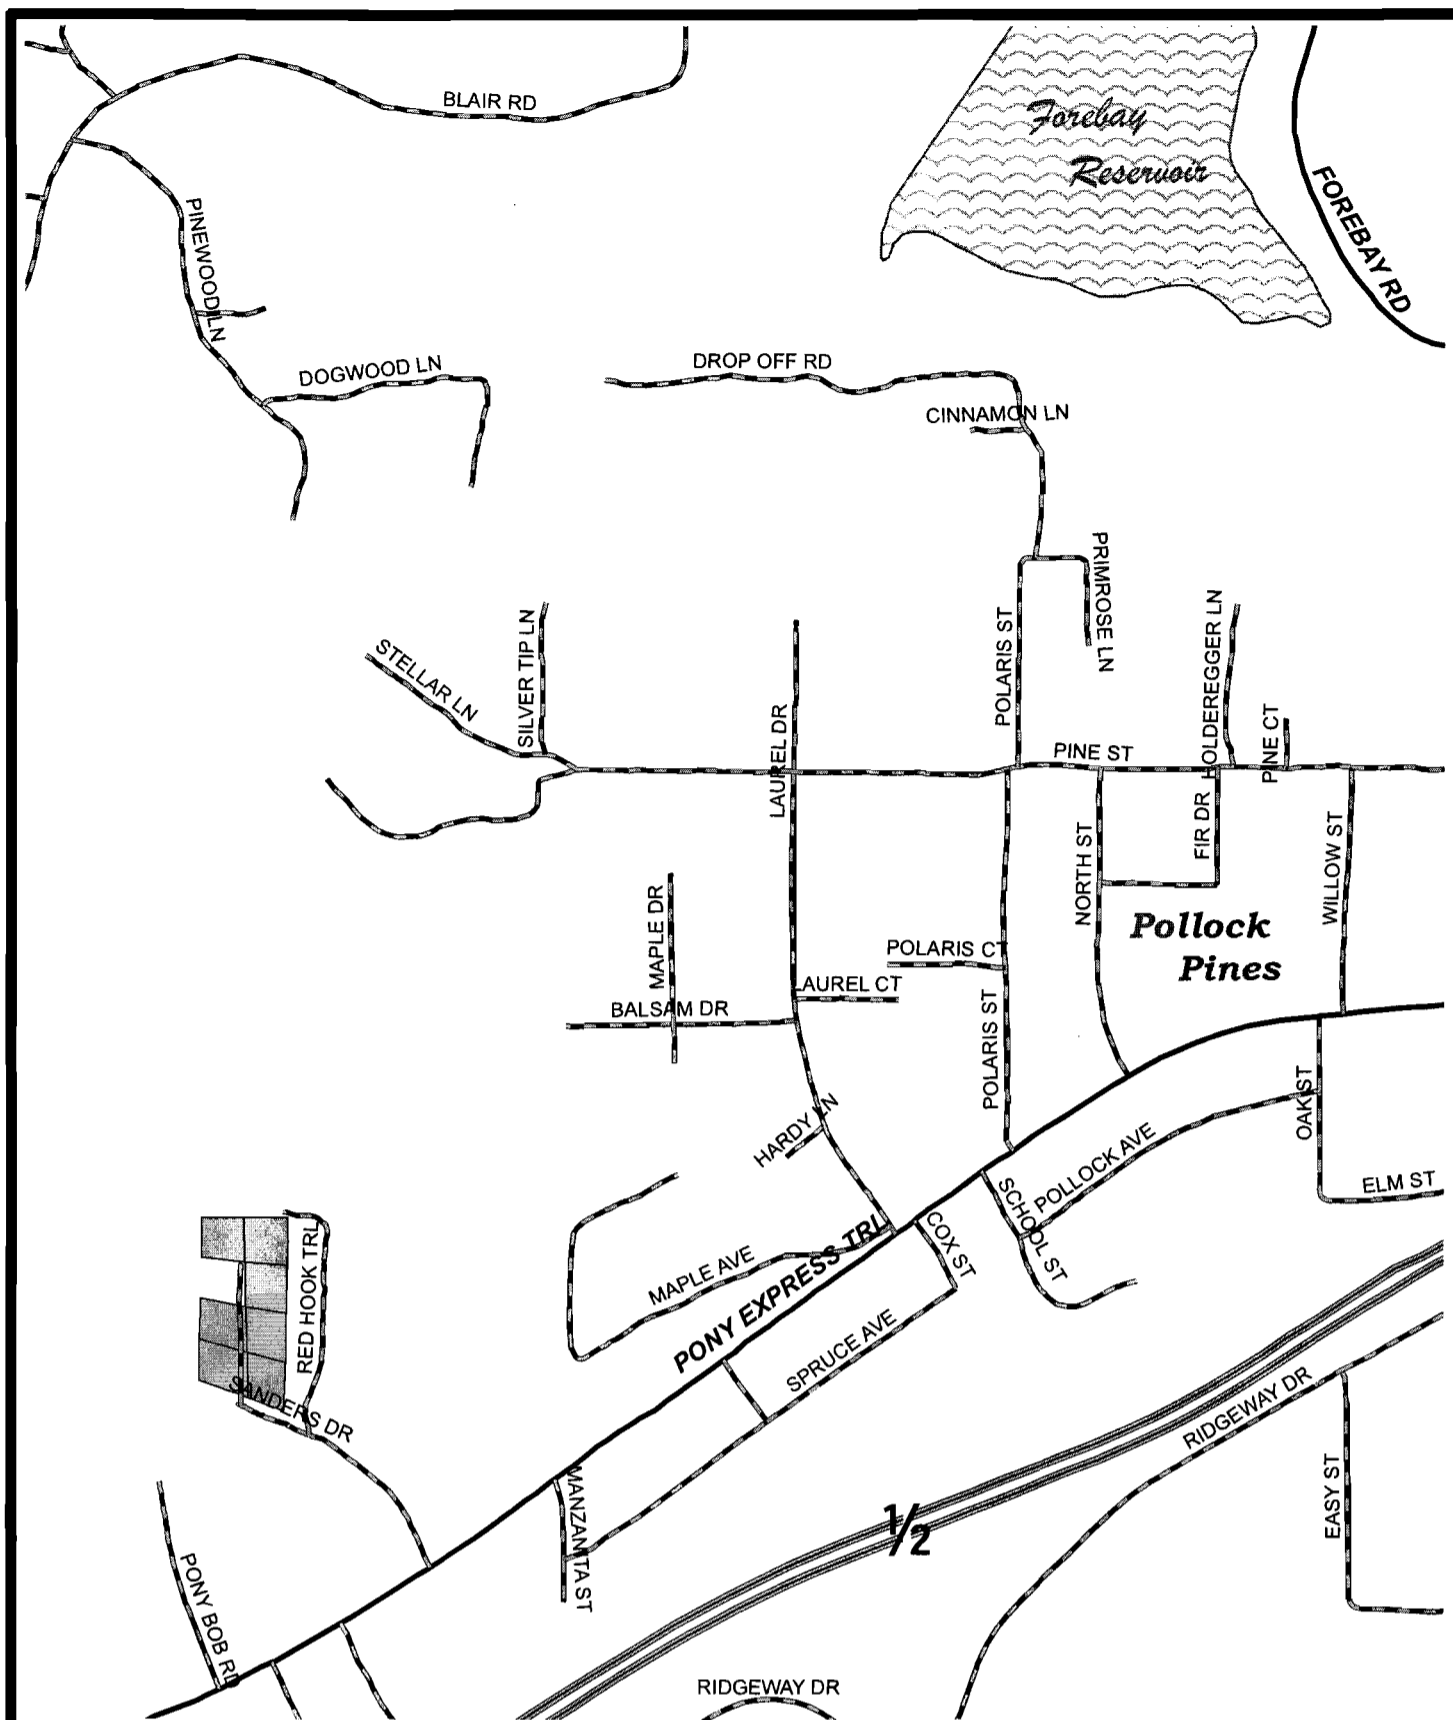 BLAIR RD
Forebay
Reservoir
FOREBAY RD
PINEWOOD LN
DOGWOOD LN
DROP OFF RD
CINNAMON LN
PRIMROSE LN
STELLAR LN
SILVER TIP LN
LAUREL DR
POLARIS ST
PINE ST
HOLDEREGGER LN
PINE CT
FIR DR
NORTH ST
WILLOW ST
MAPLE DR
Pollock
Pines
POLARIS CT
LAUREL CT
BALSAM DR
POLARIS ST
HARDY LN
OAK ST
POLLOCK AVE
ELM ST
SCHOOL ST
COX ST
MAPLE AVE
PONY EXPRESS TRL
RED HOOK TRL
SPRUCE AVE
SANDERS DR
RIDGEWAY DR
MANZANITA ST
1/2
EASY ST
PONY BOB RD
RIDGEWAY DR